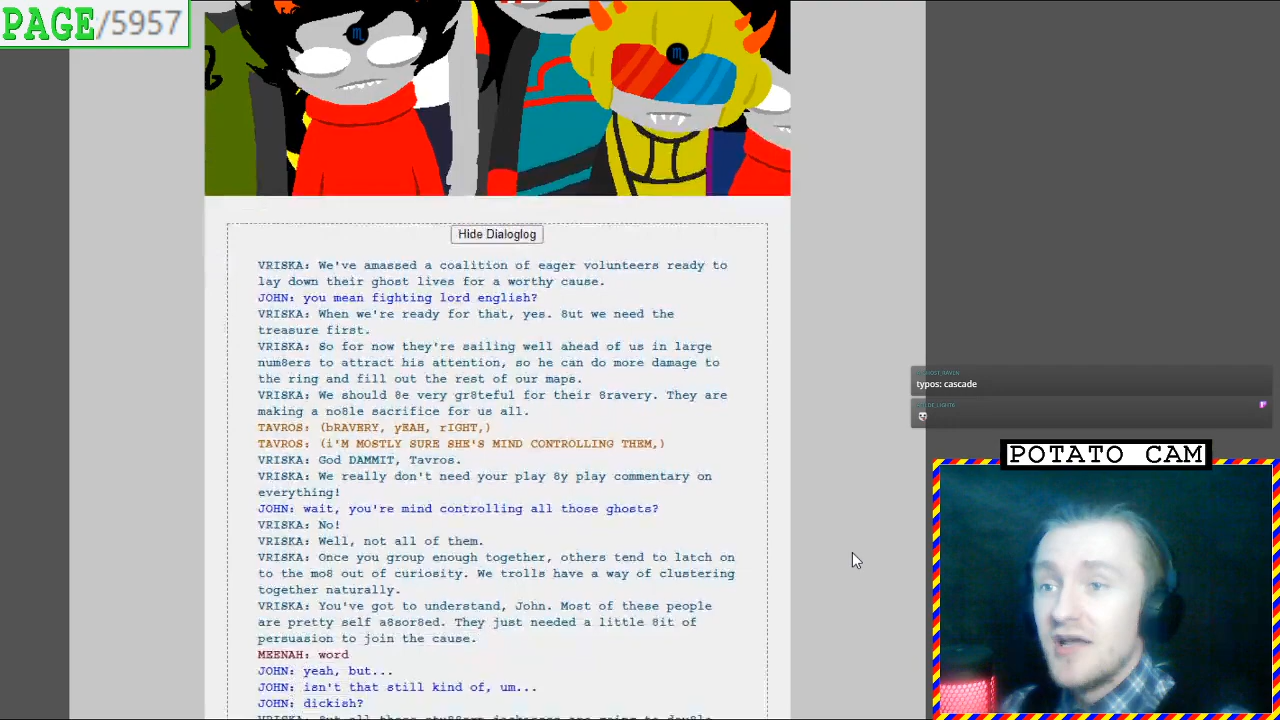 PAGE/5957
Hide Dialoglog
VRISKA: We've amassed a coalition of eager volunteers ready to
lay down their ghost lives for a worthy cause.
JOHN: you mean fighting lord english?
VRISKA: When we're ready for that, yes. 8ut we need the
treasure first.
VRISKA: So for now they're sailing well ahead of us in large
num8ers to attract his attention, so he can do more damage to
the ring and fill out the rest of our maps.
VRISKA: We should 8e very gr8teful for their 8ravery. They are
making a no8le sacrifice for us all.
TAVROS: (bRAVERY, yEAH, rIGHT,)
TAVROS: (i'M MOSTLY SURE SHE'S MIND CONTROLLING THEM,)
VRISKA: God DAMMIT, Tavros.
VRISKA: We really don't need your play 8y play commentary on
everything!
JOHN: wait, you're mind controlling all those ghosts?
VRISKA: No!
VRISKA: Well, not all of them.
VRISKA: Once you group enough together, others tend to latch on
to the mo8 out of curiosity. We trolls have a way of clustering
together naturally.
VRISKA: You've got to understand, John. Most of these people
are pretty self a8sor8ed. They just needed a little 8it of
persuasion to join the cause.
MEENAH: word
JOHN: yeah, but...
JOHN: isn't that still kind of, um...
JOHN: dickish?
typos: cascade
POTATO CAM